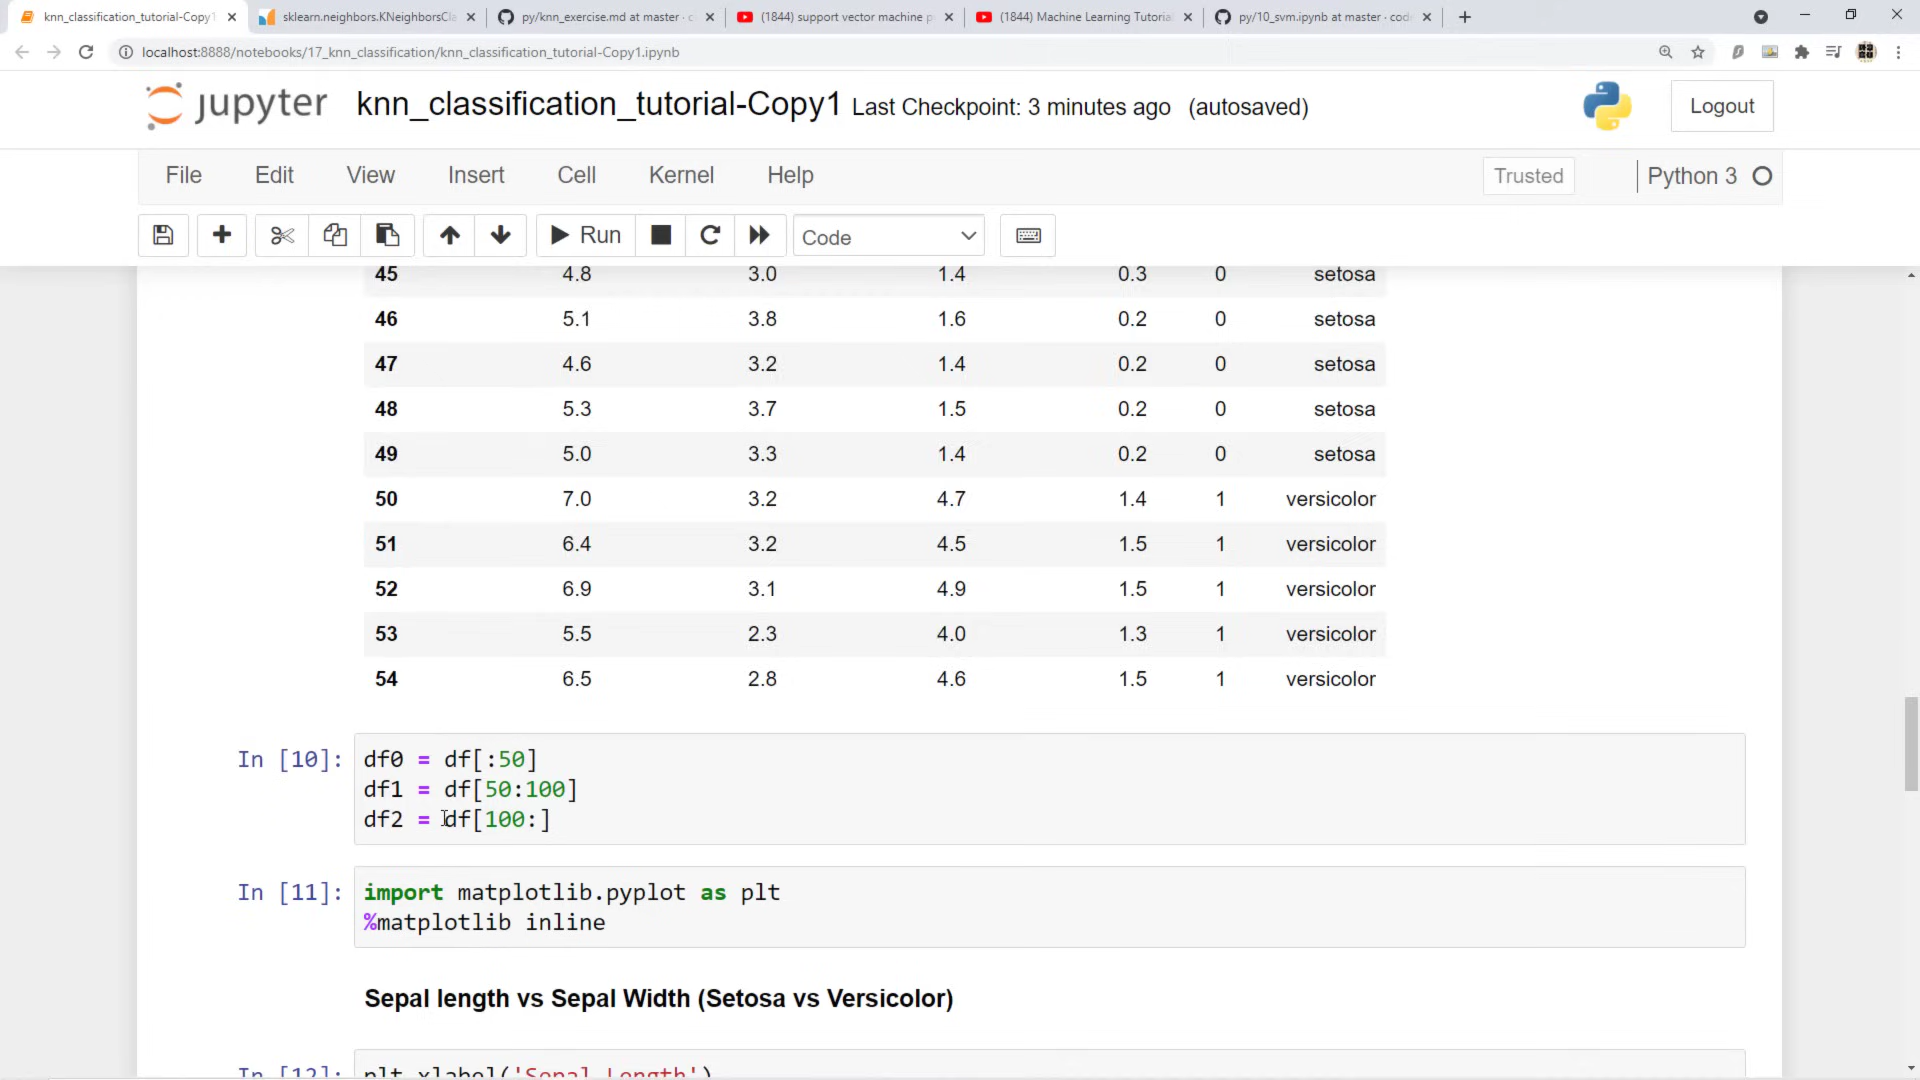 knn_classification_tutorial-Copy1
sklearn.neighbors.KNeighborsCla
py/knn_exercise.md at master · c
(1844) support vector machine p
(1844) Machine Learning Tutoria
py/10_svm.ipynb at master · cod
localhost:8888/notebooks/17_knn_classification/knn_classification_tutorial-Copy1.ipynb
jupyter knn_classification_tutorial-Copy1 Last Checkpoint: 3 minutes ago (autosaved)
Logout
File Edit View Insert Cell Kernel Help
Trusted
Python 3
Run
Code
45 4.8 3.0 1.4 0.3 0 setosa
46 5.1 3.8 1.6 0.2 0 setosa
47 4.6 3.2 1.4 0.2 0 setosa
48 5.3 3.7 1.5 0.2 0 setosa
49 5.0 3.3 1.4 0.2 0 setosa
50 7.0 3.2 4.7 1.4 1 versicolor
51 6.4 3.2 4.5 1.5 1 versicolor
52 6.9 3.1 4.9 1.5 1 versicolor
53 5.5 2.3 4.0 1.3 1 versicolor
54 6.5 2.8 4.6 1.5 1 versicolor
In [10]: df0 = df[:50]
df1 = df[50:100]
df2 = df[100:]
In [11]: import matplotlib.pyplot as plt
%matplotlib inline
Sepal length vs Sepal Width (Setosa vs Versicolor)
In [12]: plt.xlabel('Sepal Length')